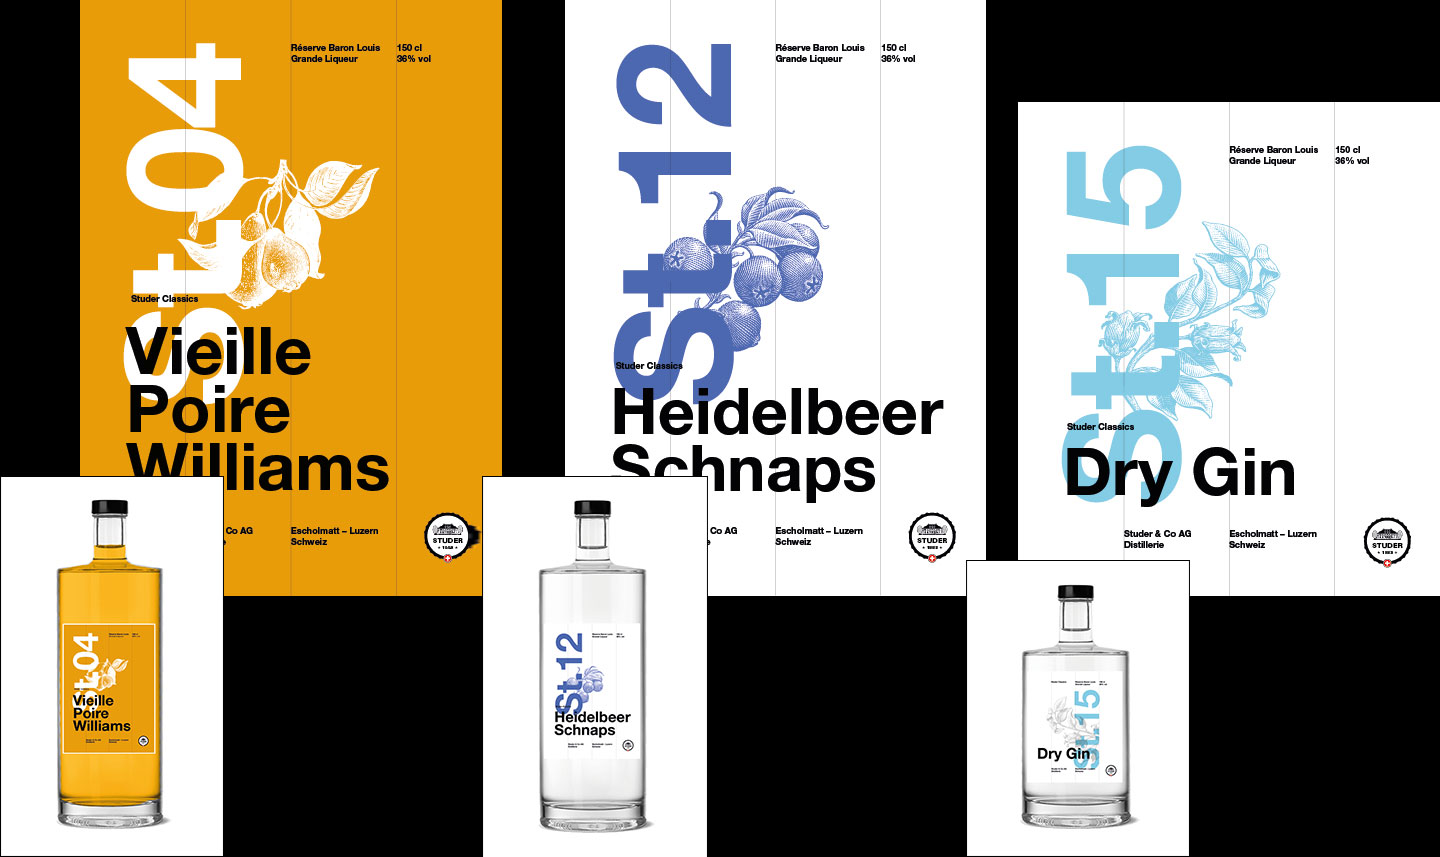 St.04
Réserve Baron Louis
Grande Liqueur
150 cl
36% vol
Studer Classics
Vieille
Poire
Williams
Co AG
Escholmatt – Luzern
Schweiz
STUDER
St.12
Réserve Baron Louis
Grande Liqueur
150 cl
36% vol
Studer Classics
Heidelbeer
Schnaps
Co AG
Escholmatt – Luzern
Schweiz
STUDER
St.15
Réserve Baron Louis
Grande Liqueur
150 cl
36% vol
Studer Classics
Dry Gin
Studer & Co AG
Distillerie
Escholmatt – Luzern
Schweiz
STUDER
St.04
Vieille
Poire
Williams
St.12
Heidelbeer
Schnaps
St.15
Dry Gin